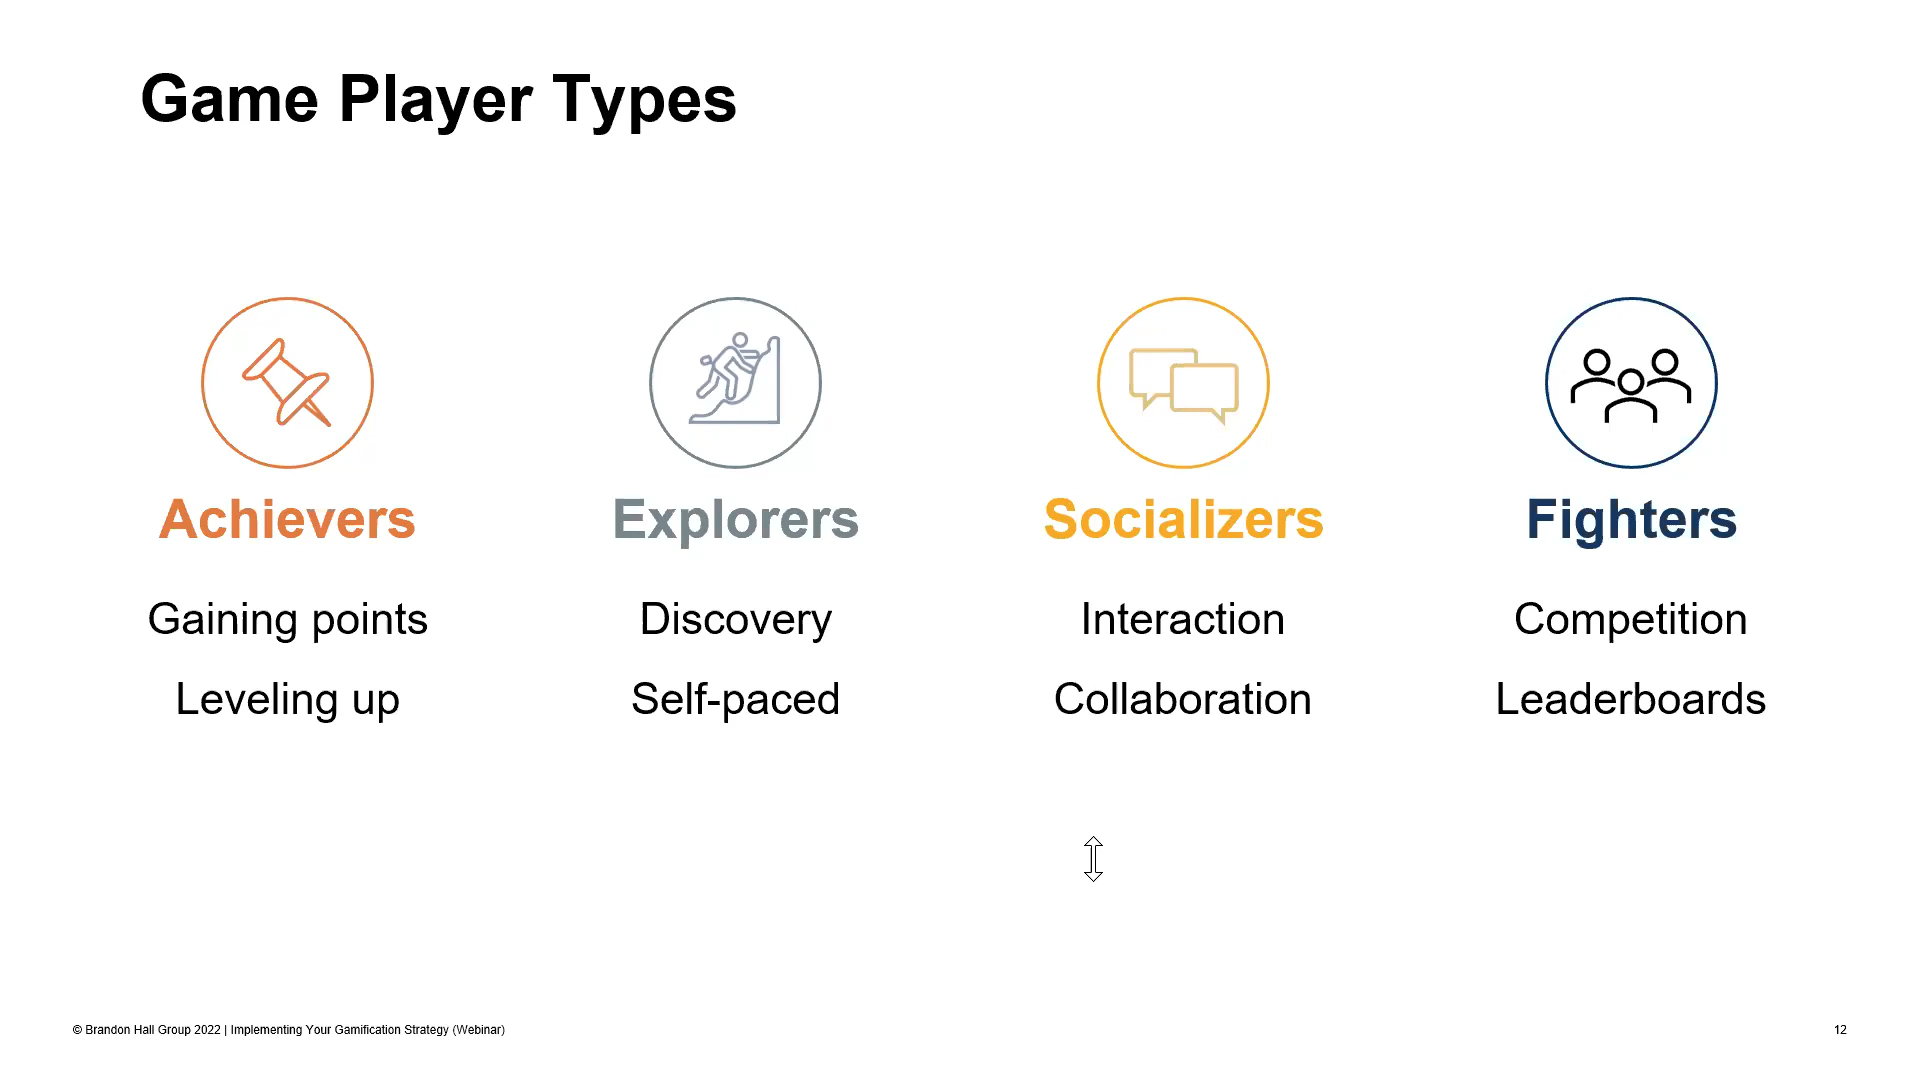 Game Player Types
Achievers
Gaining points
Leveling up
Explorers
Discovery
Self-paced
Socializers
Interaction
Collaboration
Fighters
Competition
Leaderboards
© Brandon Hall Group 2022 | Implementing Your Gamification Strategy (Webinar)
12